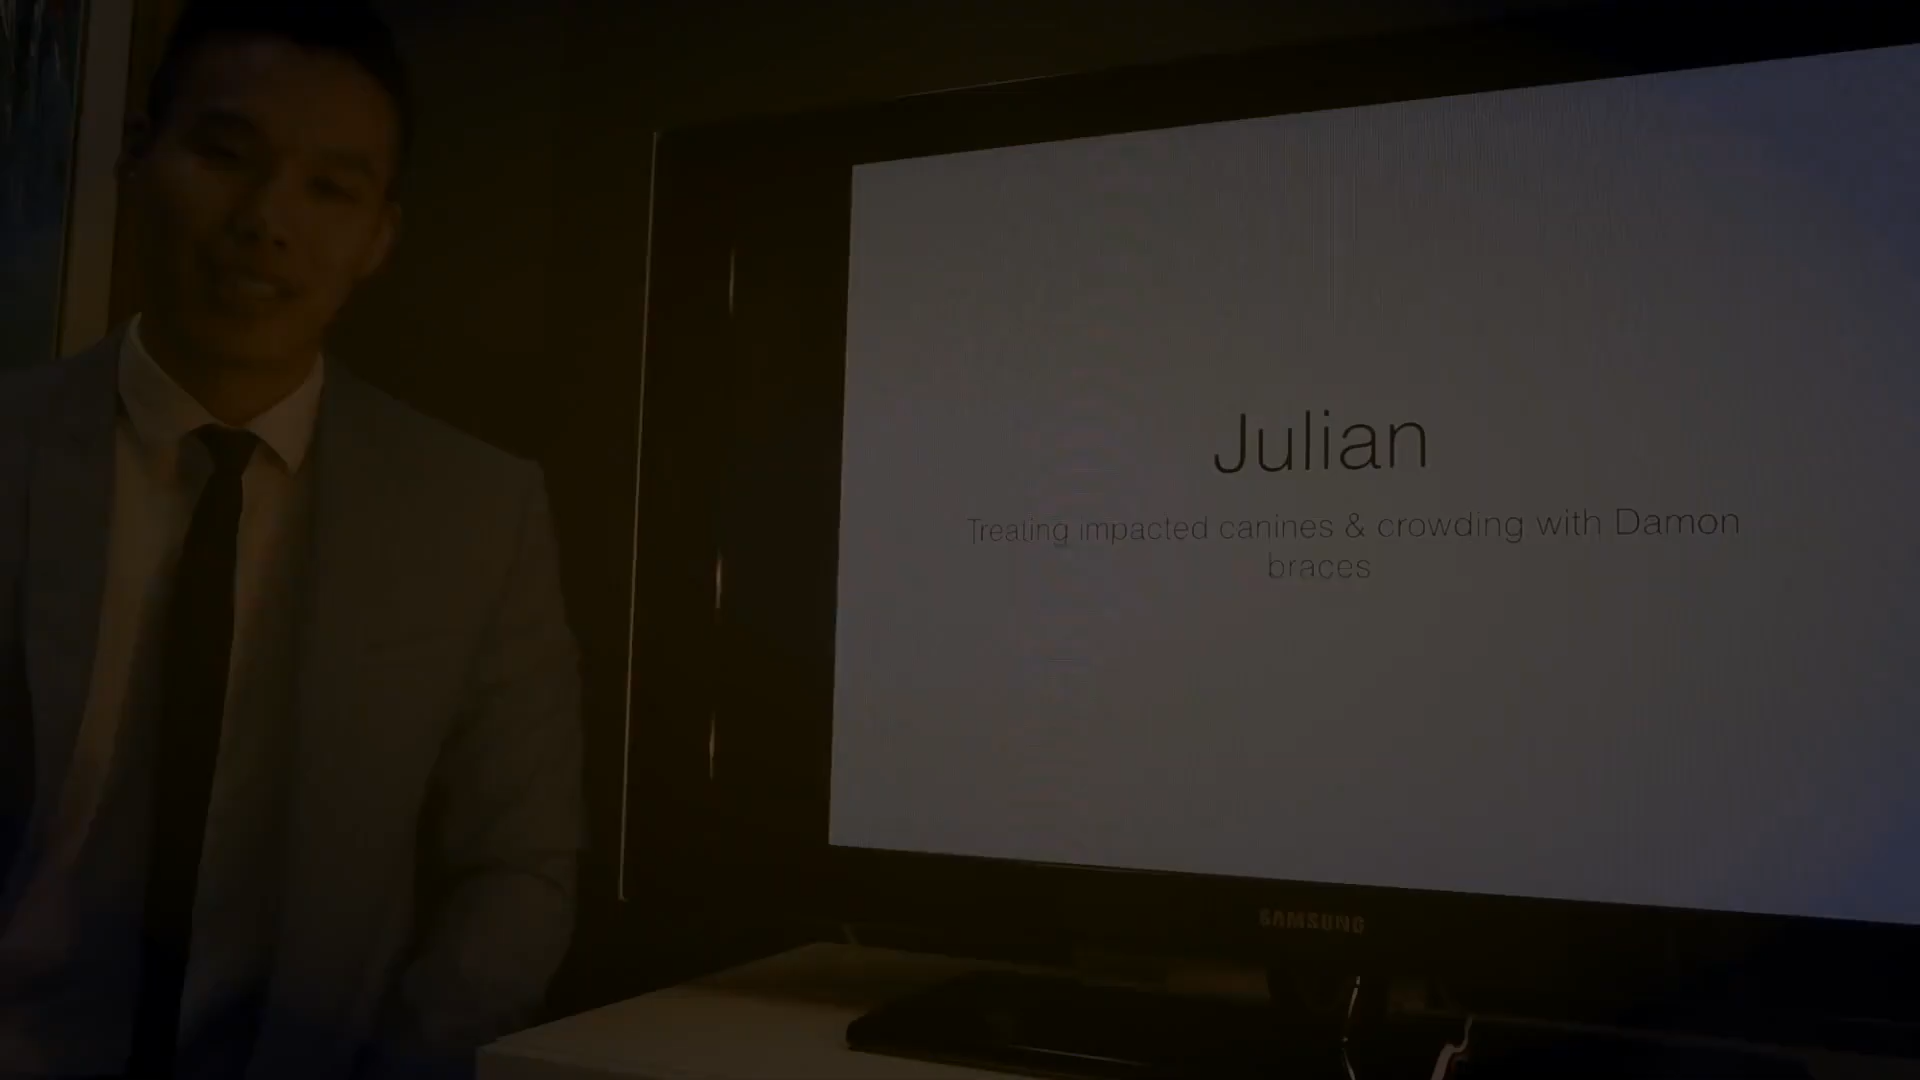 Julian
Treating impacted canines & crowding with Damon
braces
SAMSUNG